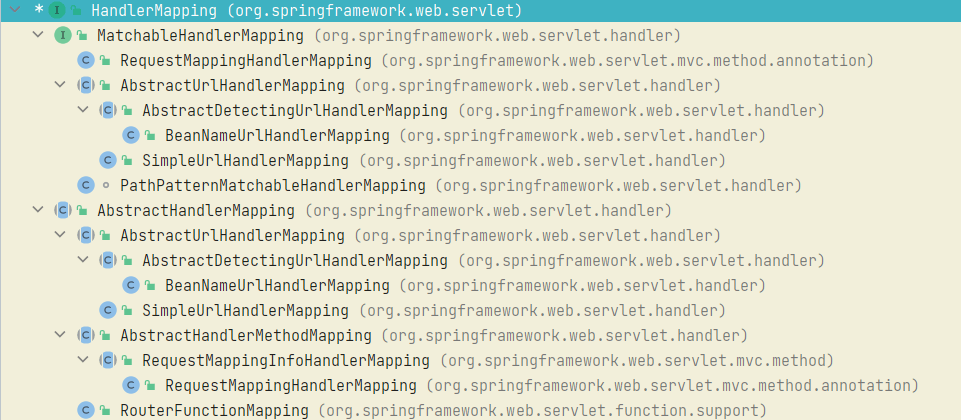 * HandlerMapping (org.springframework.web.servlet)
MatchableHandlerMapping (org.springframework.web.servlet.handler)
RequestMappingHandlerMapping (org.springframework.web.servlet.mvc.method.annotation)
AbstractUrlHandlerMapping (org.springframework.web.servlet.handler)
AbstractDetectingUrlHandlerMapping (org.springframework.web.servlet.handler)
BeanNameUrlHandlerMapping (org.springframework.web.servlet.handler)
SimpleUrlHandlerMapping (org.springframework.web.servlet.handler)
PathPatternMatchableHandlerMapping (org.springframework.web.servlet.handler)
AbstractHandlerMapping (org.springframework.web.servlet.handler)
AbstractUrlHandlerMapping (org.springframework.web.servlet.handler)
AbstractDetectingUrlHandlerMapping (org.springframework.web.servlet.handler)
BeanNameUrlHandlerMapping (org.springframework.web.servlet.handler)
SimpleUrlHandlerMapping (org.springframework.web.servlet.handler)
AbstractHandlerMethodMapping (org.springframework.web.servlet.handler)
RequestMappingInfoHandlerMapping (org.springframework.web.servlet.mvc.method)
RequestMappingHandlerMapping (org.springframework.web.servlet.mvc.method.annotation)
RouterFunctionMapping (org.springframework.web.servlet.function.support)